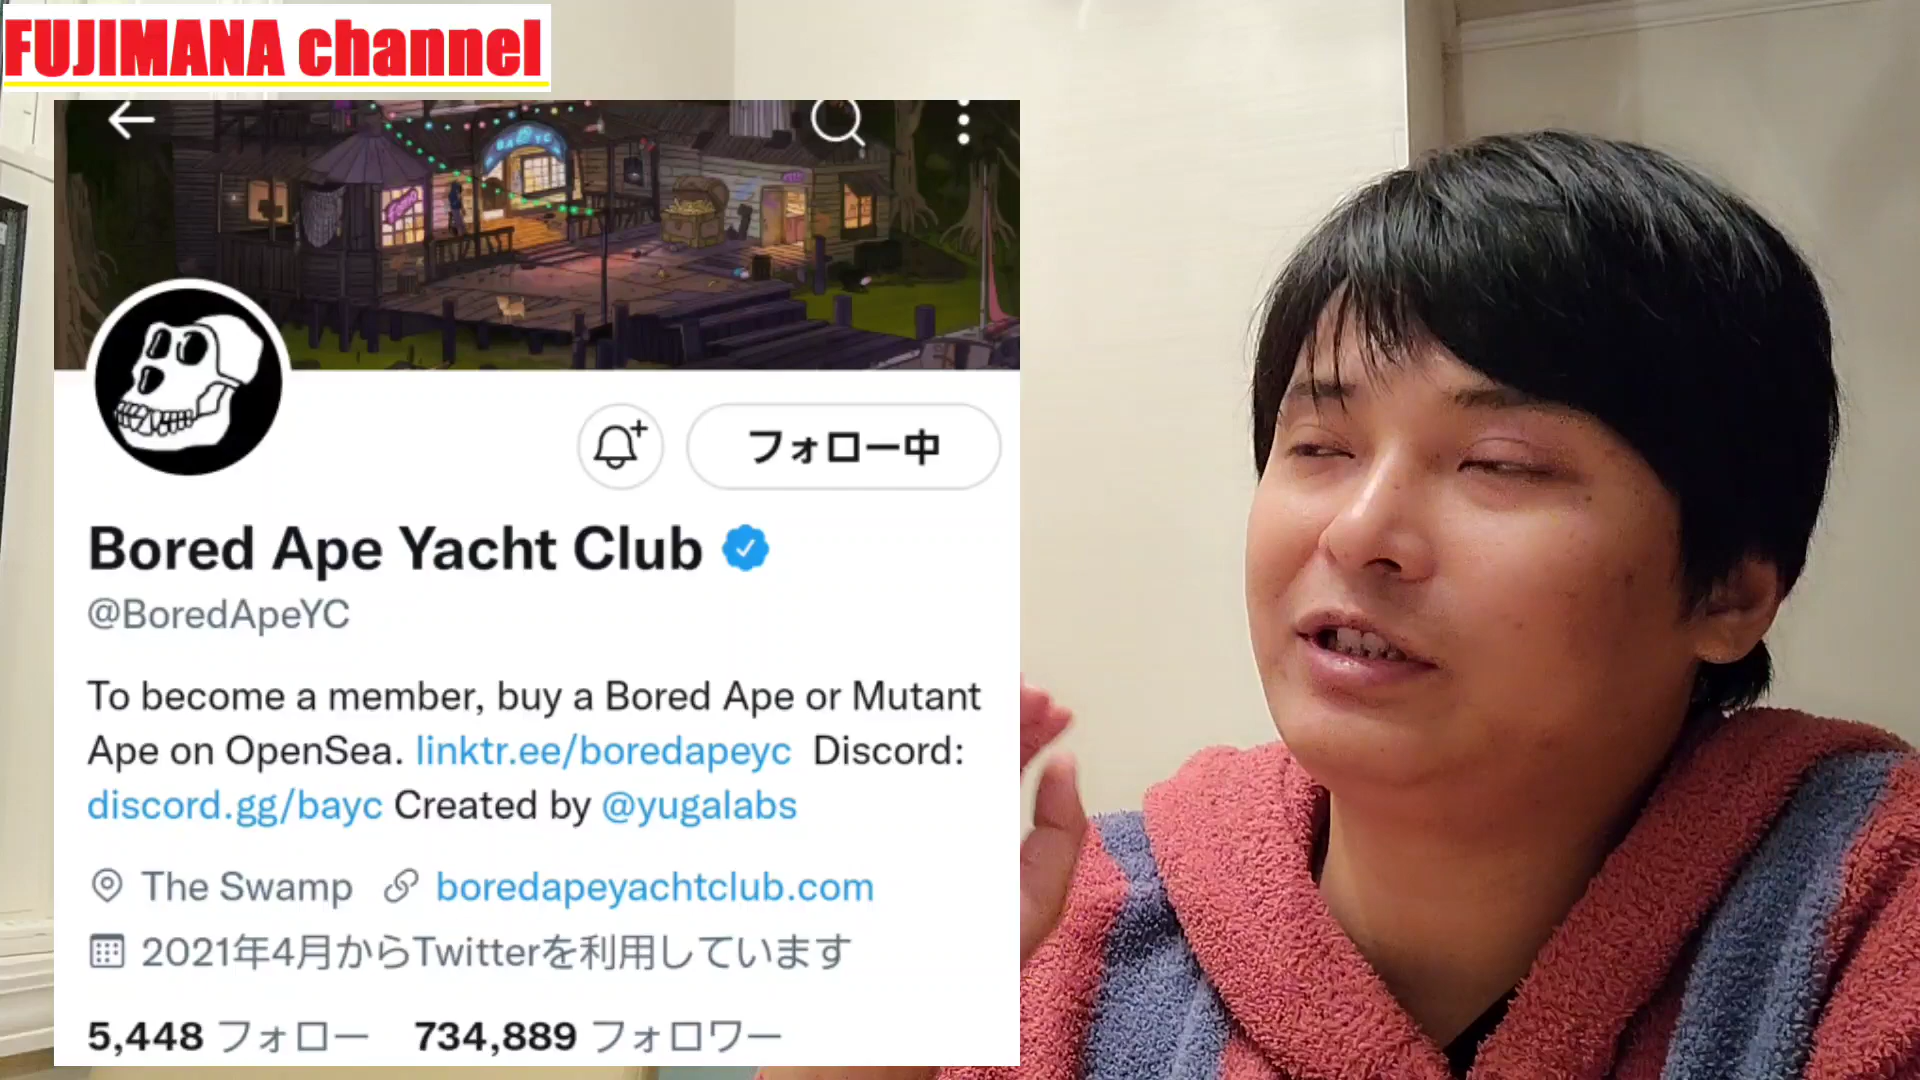 FUJIMANA channel
フォロー中
Bored Ape Yacht Club
@BoredApeYC
To become a member, buy a Bored Ape or Mutant
Ape on OpenSea. linktr.ee/boredapeyc Discord:
discord.gg/bayc Created by @yugalabs
The Swamp boredapeyachtclub.com
2021年4月からTwitterを利用しています
5,448 フォロー 734,889 フォロワー